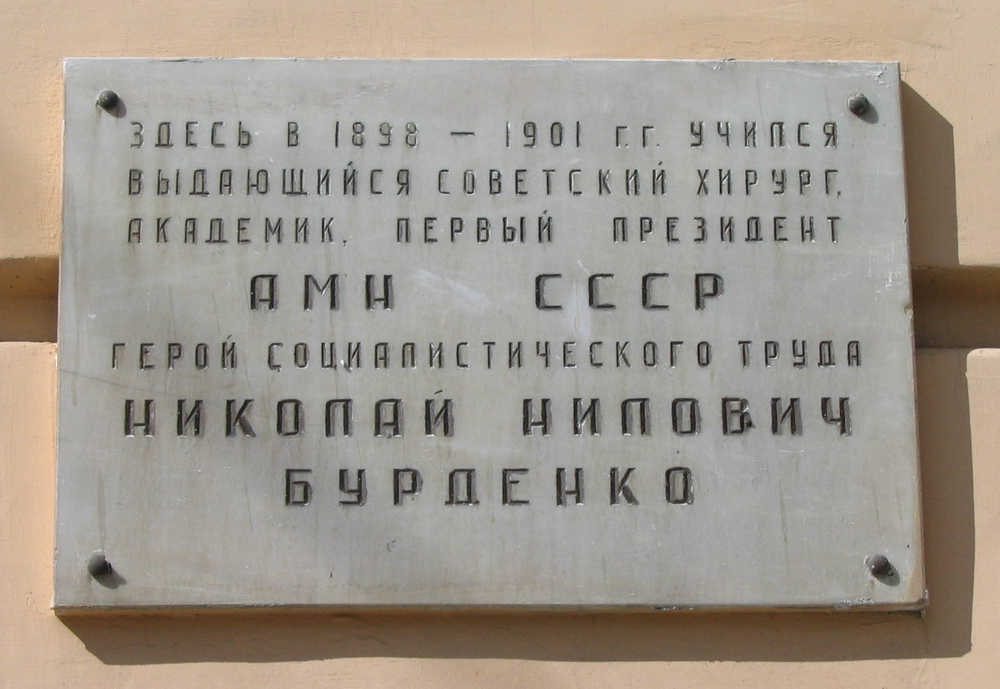 ЗДЕСЬ В 1898 — 1901 Г.Г. УЧИЛСЯ
ВЫДАЮЩИЙСЯ СОВЕТСКИЙ ХИРУРГ,
АКАДЕМИК, ПЕРВЫЙ ПРЕЗИДЕНТ
АМН СССР
ГЕРОЙ СОЦИАЛИСТИЧЕСКОГО ТРУДА
НИКОЛАЙ НИЛОВИЧ
БУРДЕНКО